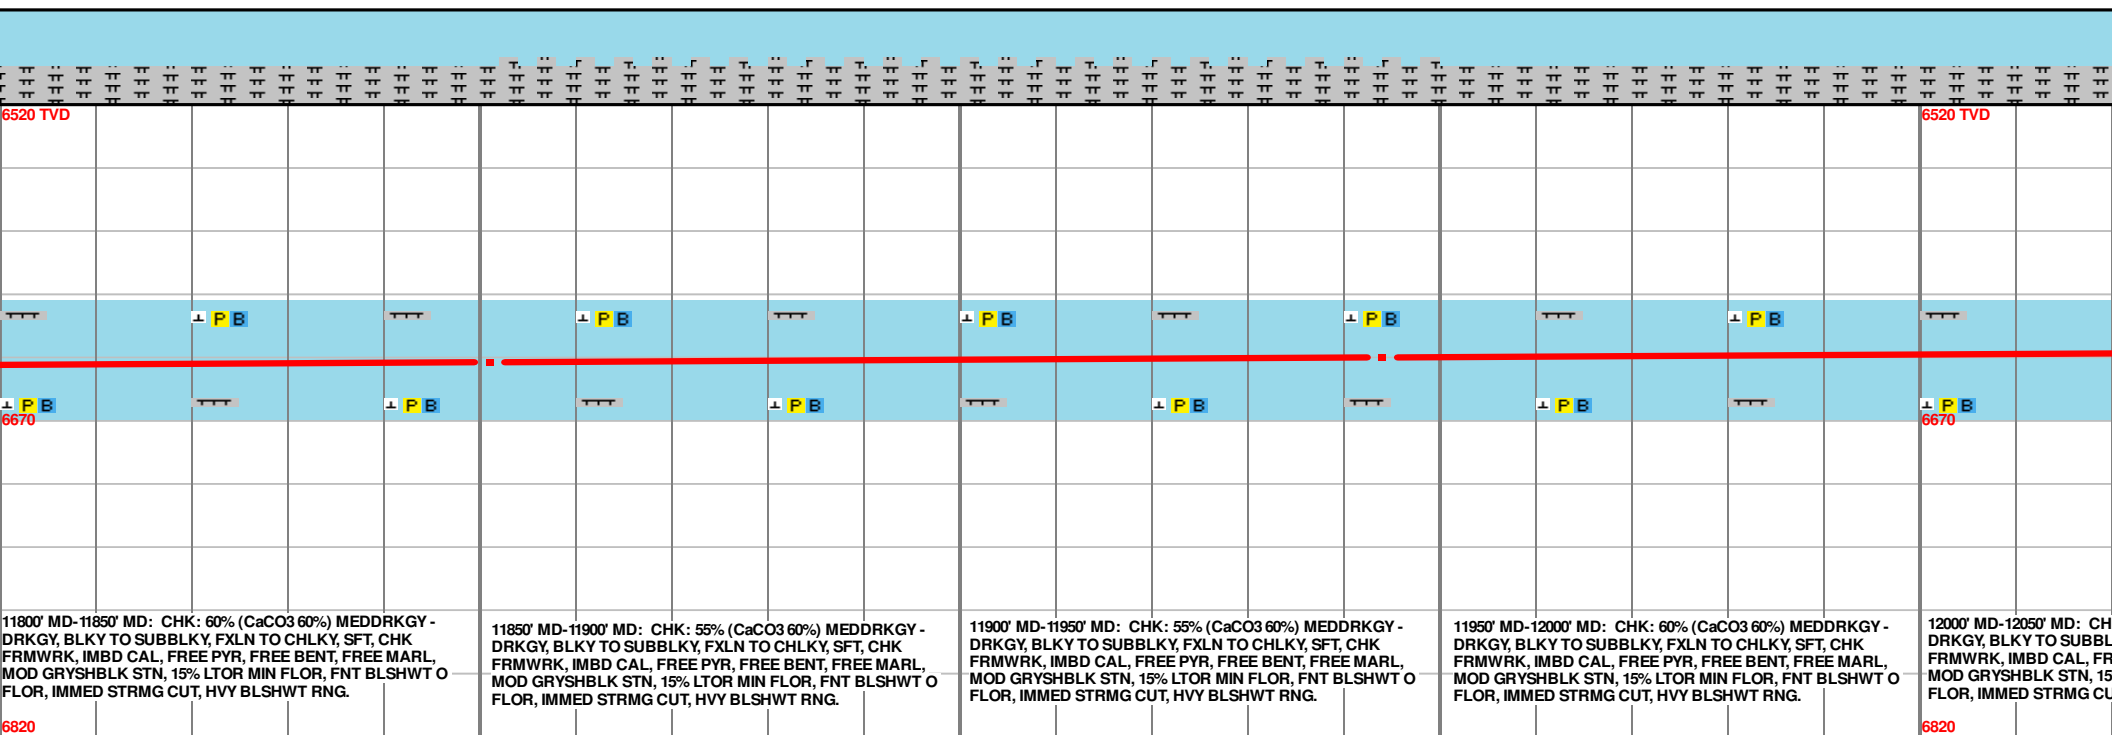 6520 TVD
6520 TVD
P B
P B
P B
P B
P B
P B
P B
P B
P B
P B
P B
6670
6670
11800' MD-11850' MD: CHK: 60% (CaCO3 60%) MEDDRKGY -
DRKGY, BLKY TO SUBBLKY, FXLN TO CHLKY, SFT, CHK
FRMWRK, IMBD CAL, FREE PYR, FREE BENT, FREE MARL,
MOD GRYSHBLK STN, 15% LTOR MIN FLOR, FNT BLSHWT O
FLOR, IMMED STRMG CUT, HVY BLSHWT RNG.
11850' MD-11900' MD: CHK: 55% (CaCO3 60%) MEDDRKGY -
DRKGY, BLKY TO SUBBLKY, FXLN TO CHLKY, SFT, CHK
FRMWRK, IMBD CAL, FREE PYR, FREE BENT, FREE MARL,
MOD GRYSHBLK STN, 15% LTOR MIN FLOR, FNT BLSHWT O
FLOR, IMMED STRMG CUT, HVY BLSHWT RNG.
11900' MD-11950' MD: CHK: 55% (CaCO3 60%) MEDDRKGY -
DRKGY, BLKY TO SUBBLKY, FXLN TO CHLKY, SFT, CHK
FRMWRK, IMBD CAL, FREE PYR, FREE BENT, FREE MARL,
MOD GRYSHBLK STN, 15% LTOR MIN FLOR, FNT BLSHWT O
FLOR, IMMED STRMG CUT, HVY BLSHWT RNG.
11950' MD-12000' MD: CHK: 60% (CaCO3 60%) MEDDRKGY -
DRKGY, BLKY TO SUBBLKY, FXLN TO CHLKY, SFT, CHK
FRMWRK, IMBD CAL, FREE PYR, FREE BENT, FREE MARL,
MOD GRYSHBLK STN, 15% LTOR MIN FLOR, FNT BLSHWT O
FLOR, IMMED STRMG CUT, HVY BLSHWT RNG.
12000' MD-12050' MD: CH
DRKGY, BLKY TO SUBBL
FRMWRK, IMBD CAL, FR
MOD GRYSHBLK STN, 15
FLOR, IMMED STRMG CU
6820
6820